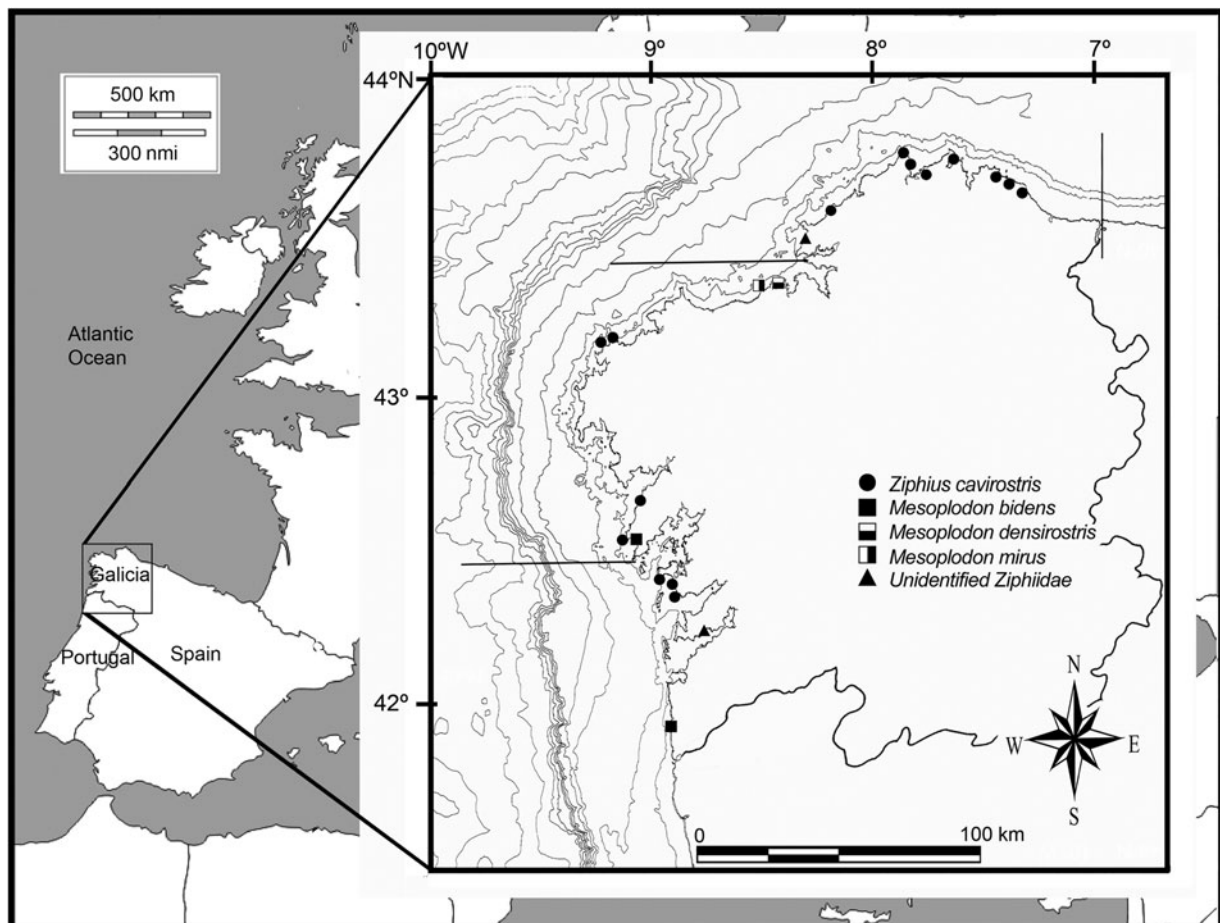 10ºW
9º
8º
7º
44ºN
500 km
300 nmi
Atlantic
Ocean
43º
Ziphius cavirostris
Mesoplodon bidens
Mesoplodon densirostris
Mesoplodon mirus
Unidentified Ziphiidae
Galicia
Portugal
Spain
42º
N
W
E
S
0
100 km